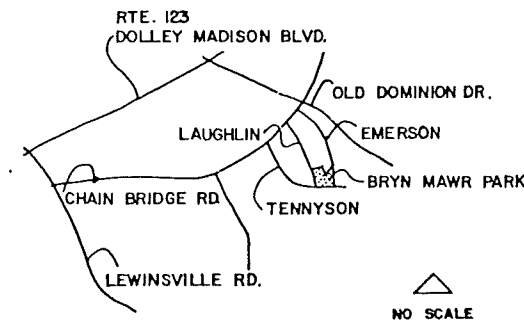 RTE. 123
DOLLEY MADISON BLVD.
OLD DOMINION DR.
LAUGHLIN
EMERSON
BRYN MAWR PARK
CHAIN BRIDGE RD.
TENNYSON
LEWINSVILLE RD.
NO SCALE